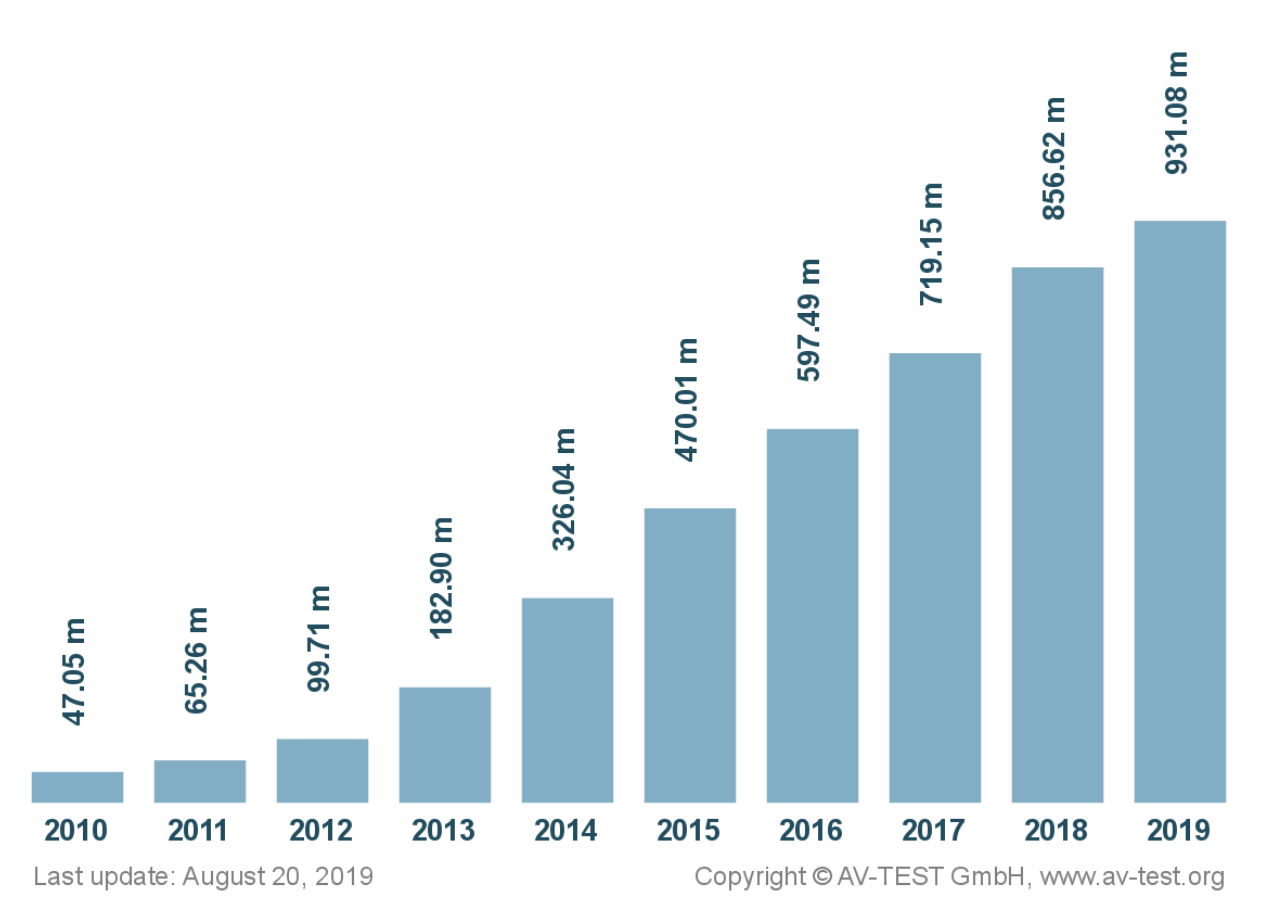 47.05 m
65.26 m
99.71 m
182.90 m
326.04 m
470.01 m
597.49 m
719.15 m
856.62 m
931.08 m
2010 2011 2012 2013 2014 2015 2016 2017 2018 2019
Last update: August 20, 2019
Copyright © AV-TEST GmbH, www.av-test.org